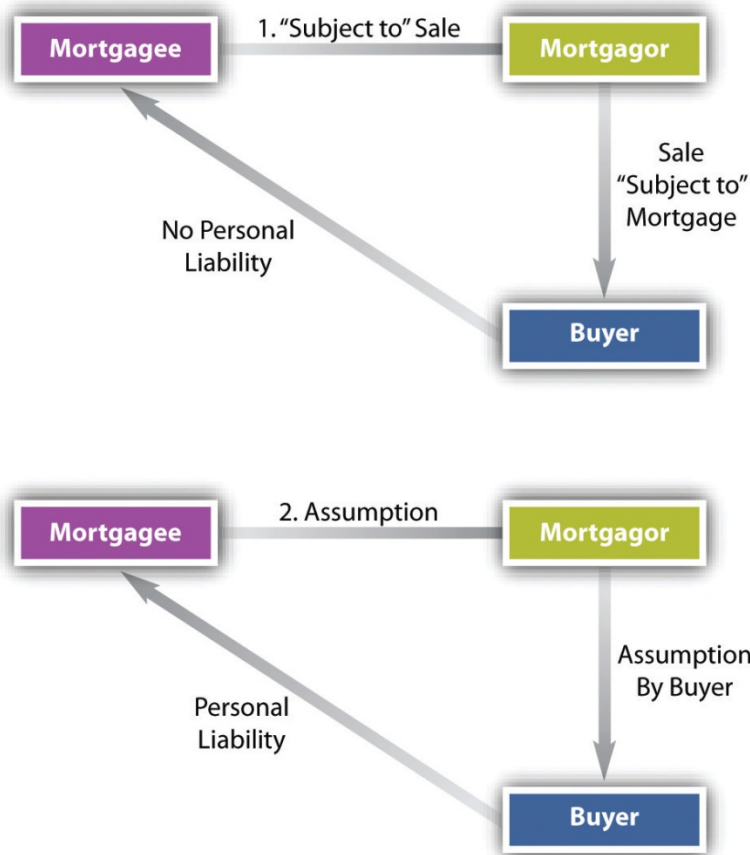 1. “Subject to” Sale
Mortgagee
Mortgagor
Sale
“Subject to”
Mortgage
No Personal
Liability
Buyer
2. Assumption
Mortgagee
Mortgagor
Assumption
By Buyer
Personal
Liability
Buyer